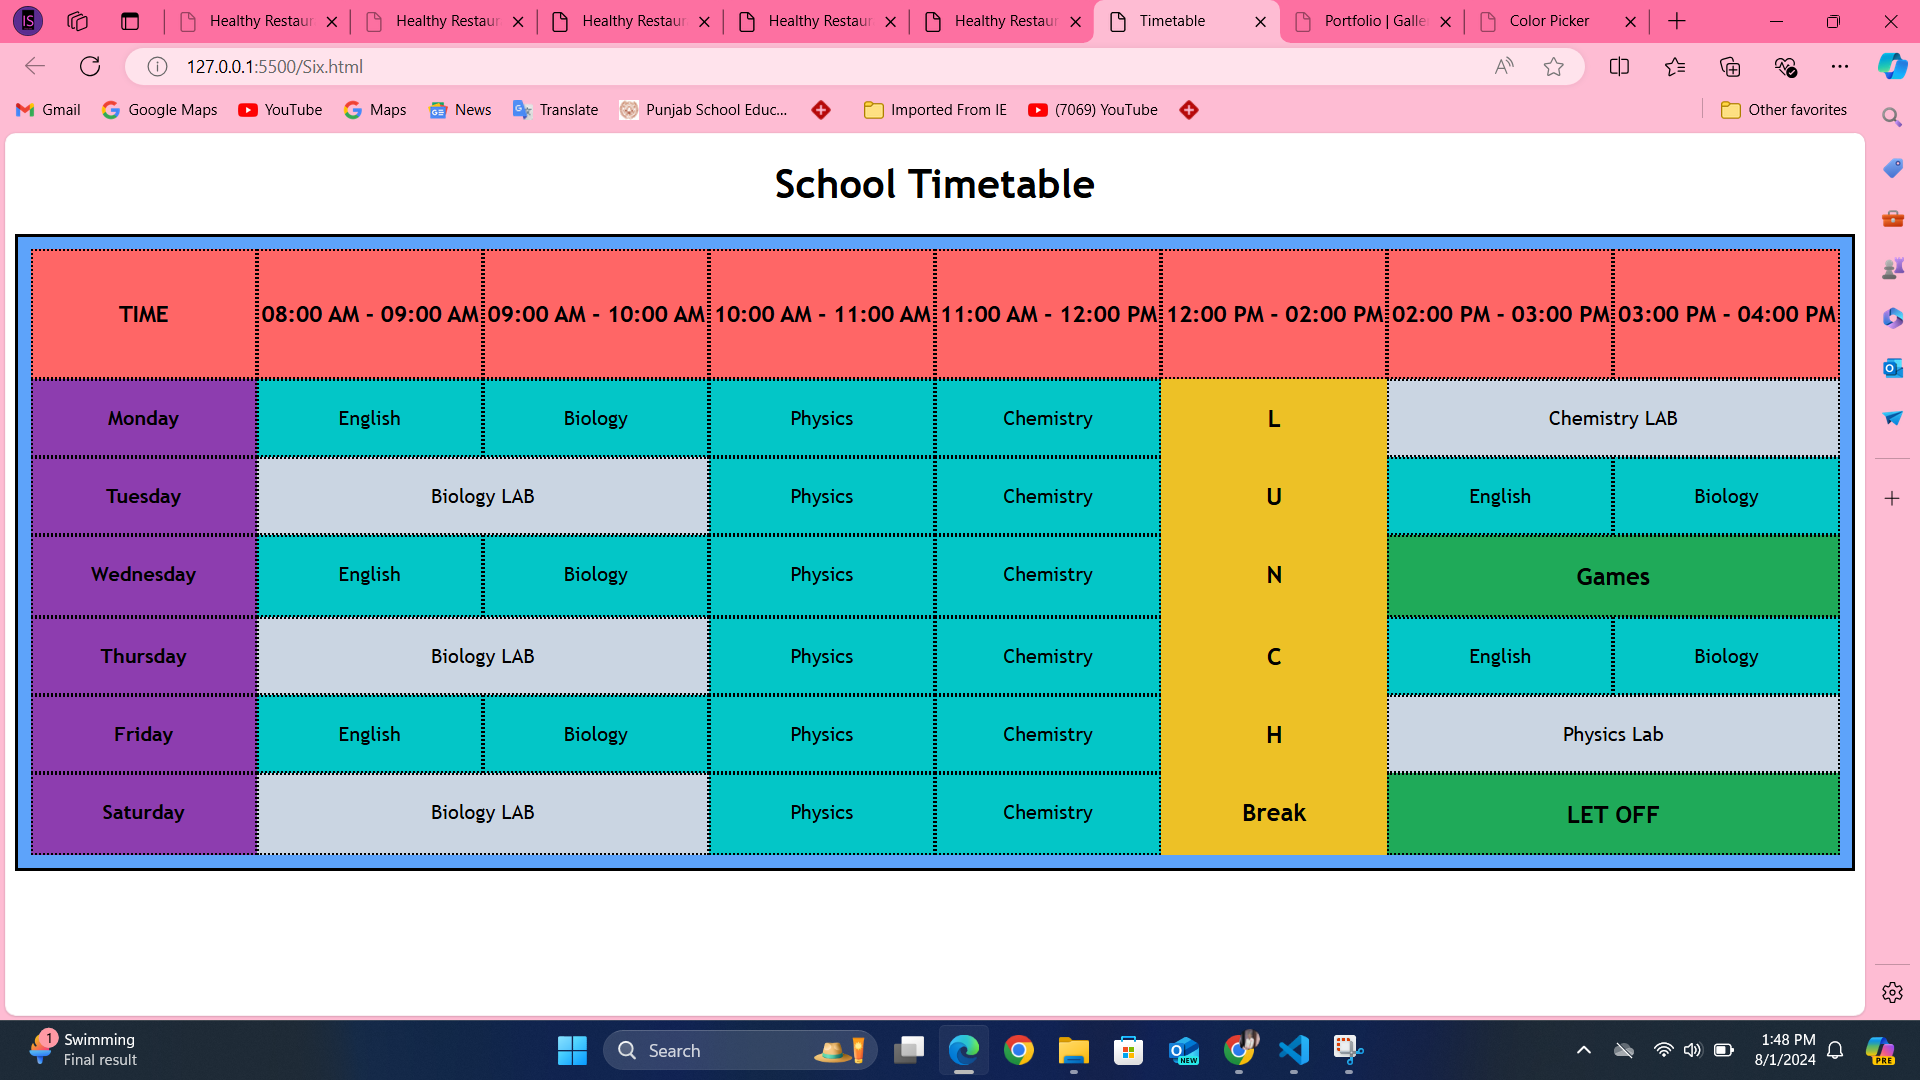 IS
Healthy Restaur
Healthy Restaur
Healthy Restaur
Healthy Restaur
Healthy Restaur
Timetable
Portfolio | Galle
Color Picker
127.0.0.1:5500/Six.html
Gmail
Google Maps
YouTube
Maps
News
Translate
Punjab School Educ...
Imported From IE
(7069) YouTube
Other favorites
School Timetable
TIME 08:00 AM - 09:00 AM 09:00 AM - 10:00 AM 10:00 AM - 11:00 AM 11:00 AM - 12:00 PM 12:00 PM - 02:00 PM 02:00 PM - 03:00 PM 03:00 PM - 04:00 PM
Monday English Biology Physics Chemistry L Chemistry LAB
Tuesday Biology LAB Physics Chemistry U English Biology
Wednesday English Biology Physics Chemistry N Games
Thursday Biology LAB Physics Chemistry C English Biology
Friday English Biology Physics Chemistry H Physics Lab
Saturday Biology LAB Physics Chemistry Break LET OFF
1
Swimming
Final result
Search
NEW
1:48 PM
8/1/2024
PRE